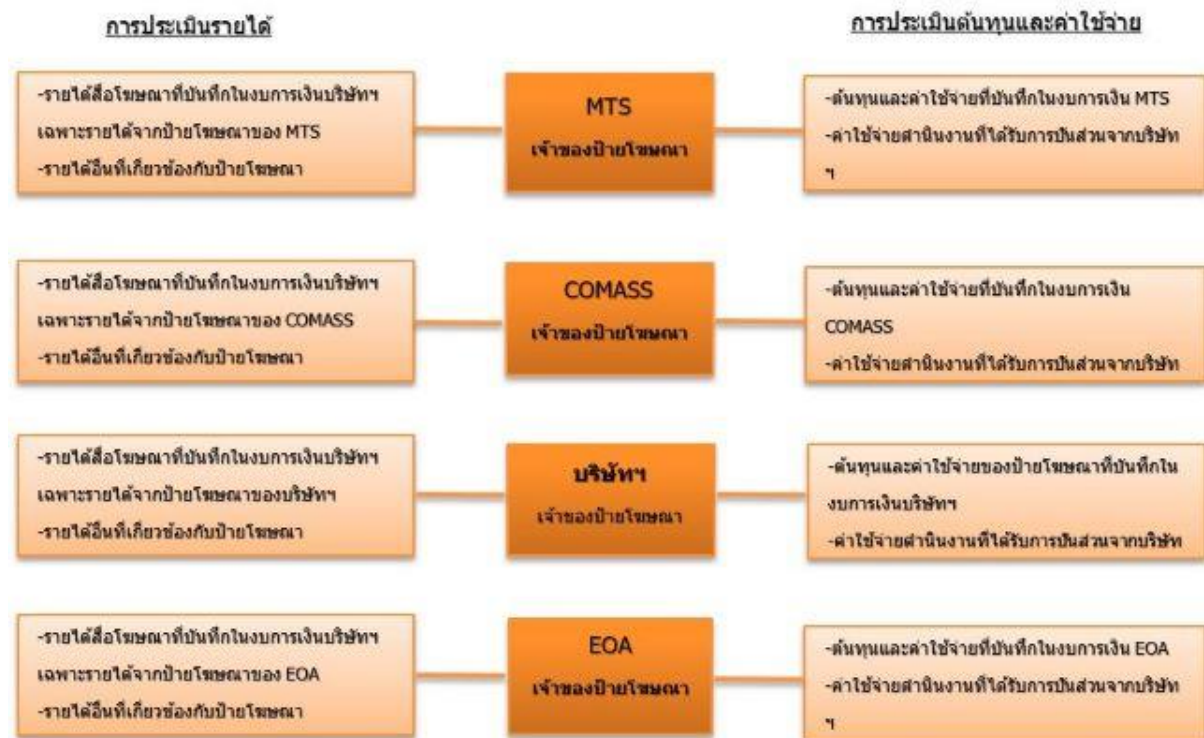 การประเมินรายได้
การประเมินต้นทุนและค่าใช้จ่าย
-รายได้สื่อโฆษณาที่บันทึกในงบการเงินบริษัทฯ
เฉพาะรายได้จากป้ายโฆษณาของ MTS
-รายได้อื่นที่เกี่ยวข้องกับป้ายโฆษณา
MTS
เจ้าของป้ายโฆษณา
-ต้นทุนและค่าใช้จ่ายที่บันทึกในงบการเงิน MTS
-ค่าใช้จ่ายดำนินงานที่ได้รับการปันส่วนจากบริษัท
ฯ
-รายได้สื่อโฆษณาที่บันทึกในงบการเงินบริษัทฯ
เฉพาะรายได้จากป้ายโฆษณาของ COMASS
-รายได้อื่นที่เกี่ยวข้องกับป้ายโฆษณา
COMASS
เจ้าของป้ายโฆษณา
-ต้นทุนและค่าใช้จ่ายที่บันทึกในงบการเงิน
COMASS
-ค่าใช้จ่ายดำนินงานที่ได้รับการปันส่วนจากบริษัท
-รายได้สื่อโฆษณาที่บันทึกในงบการเงินบริษัทฯ
เฉพาะรายได้จากป้ายโฆษณาของบริษัทฯ
-รายได้อื่นที่เกี่ยวข้องกับป้ายโฆษณา
บริษัทฯ
เจ้าของป้ายโฆษณา
-ต้นทุนและค่าใช้จ่ายของป้ายโฆษณาที่บันทึกใน
งบการเงินบริษัทฯ
-ค่าใช้จ่ายดำนินงานที่ได้รับการปันส่วนจากบริษัท
-รายได้สื่อโฆษณาที่บันทึกในงบการเงินบริษัทฯ
เฉพาะรายได้จากป้ายโฆษณาของ EOA
-รายได้อื่นที่เกี่ยวข้องกับป้ายโฆษณา
EOA
เจ้าของป้ายโฆษณา
-ต้นทุนและค่าใช้จ่ายที่บันทึกในงบการเงิน EOA
-ค่าใช้จ่ายดำนินงานที่ได้รับการปันส่วนจากบริษัท
ฯ